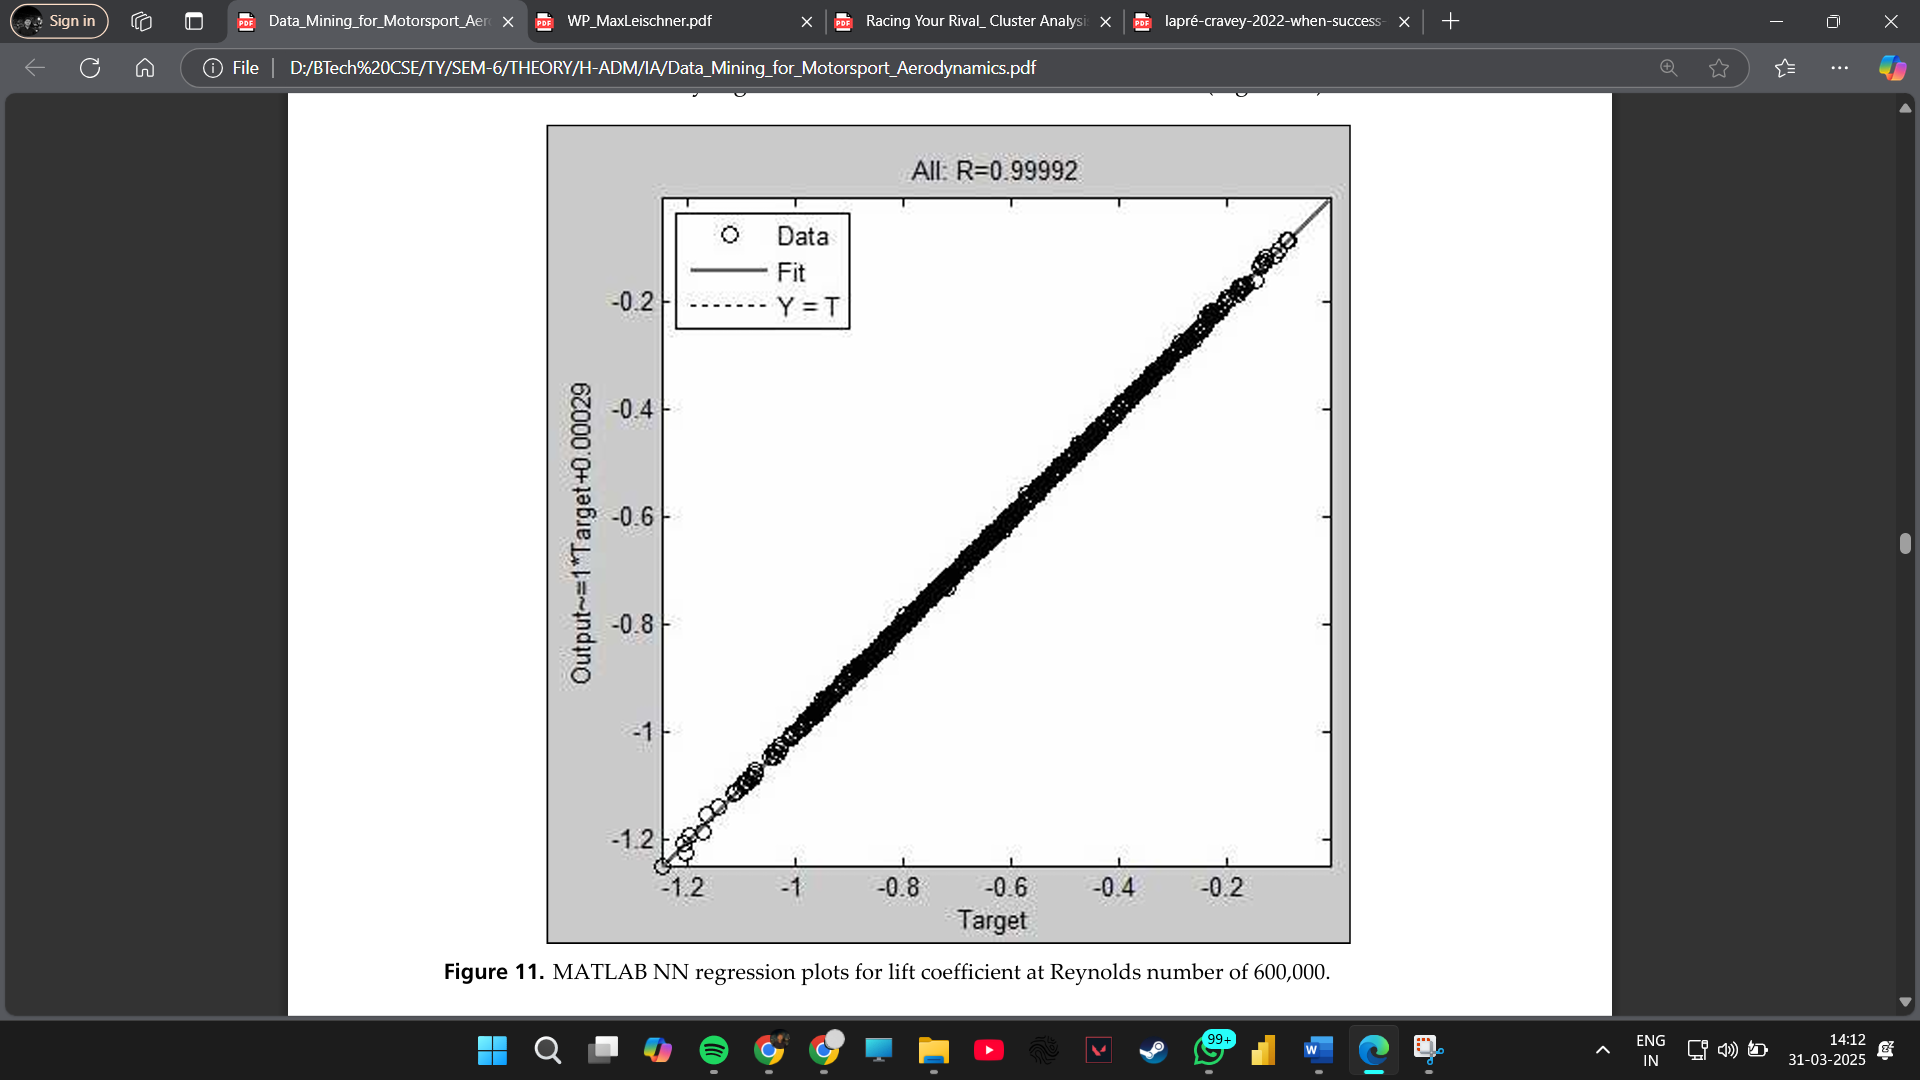 Sign in
Data_Mining_for_Motorsport_Aer
WP_MaxLeischner.pdf
Racing Your Rival_ Cluster Analysi
lapré-cravey-2022-when-success-
File
D:/BTech%20CSE/TY/SEM-6/THEORY/H-ADM/IA/Data_Mining_for_Motorsport_Aerodynamics.pdf
All: R=0.99992
Data
Fit
Y = T
-0.2
-0.4
-0.6
-0.8
-1
-1.2
Output~=1*Target+0.00029
-1.2 -1 -0.8 -0.6 -0.4 -0.2
Target
Figure 11. MATLAB NN regression plots for lift coefficient at Reynolds number of 600,000.
99+
ENG
IN
14:12
31-03-2025